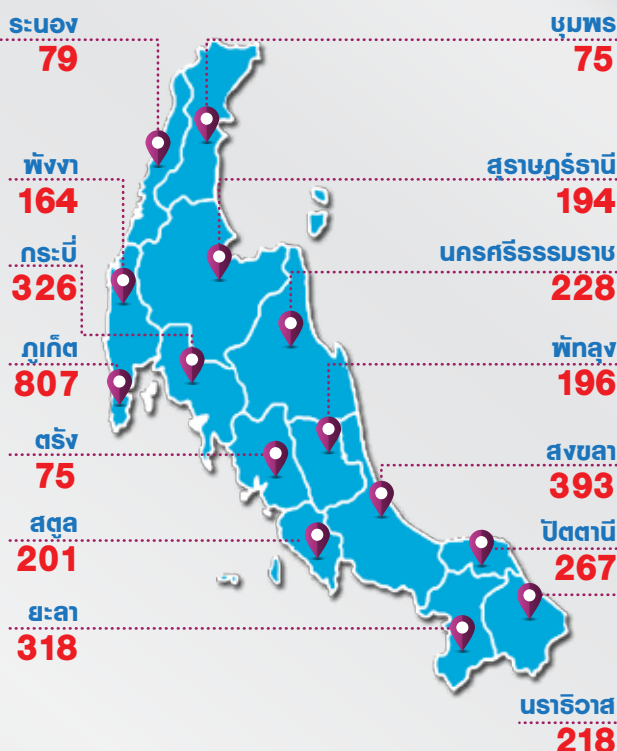 ระนอง
79
พังงา
164
กระบี่
326
ภูเก็ต
807
ตรัง
75
สตูล
201
ยะลา
318
ชุมพร
75
สุราษฎร์ธานี
194
นครศรีธรรมราช
228
พัทลุง
196
สงขลา
393
ปัตตานี
267
นราธิวาส
218